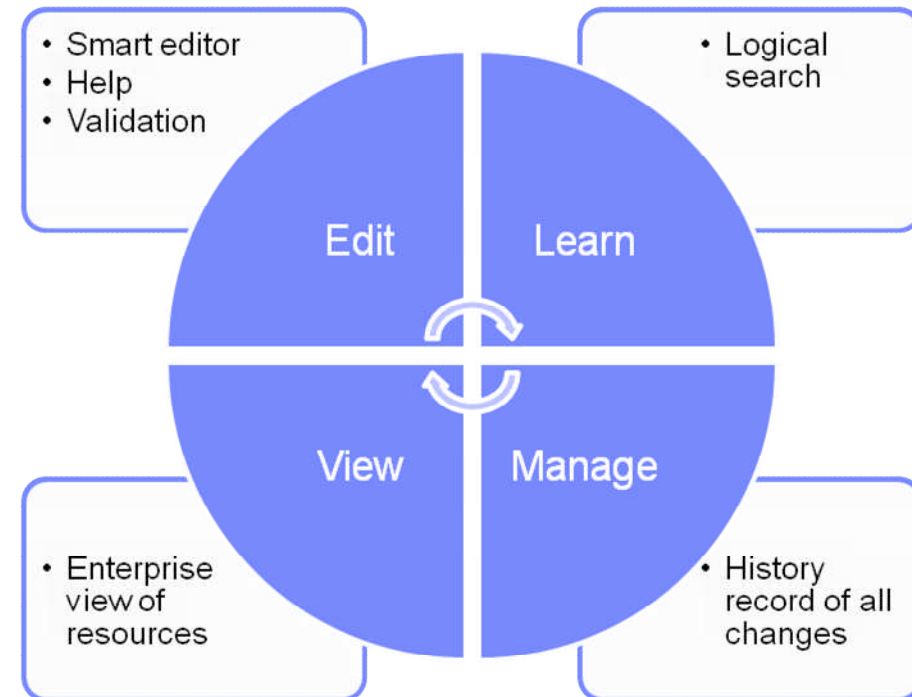 • Smart editor
• Help
• Validation
• Logical
search
Edit
Learn
View
Manage
• Enterprise
view of
resources
• History
record of all
changes